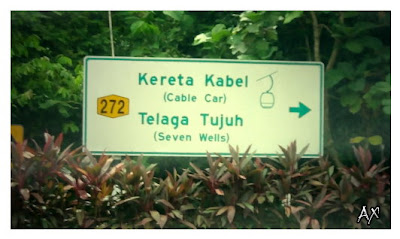 Kereta Kabel
(Cable Car)
272
Telaga Tujuh
(Seven Wells)
Ax